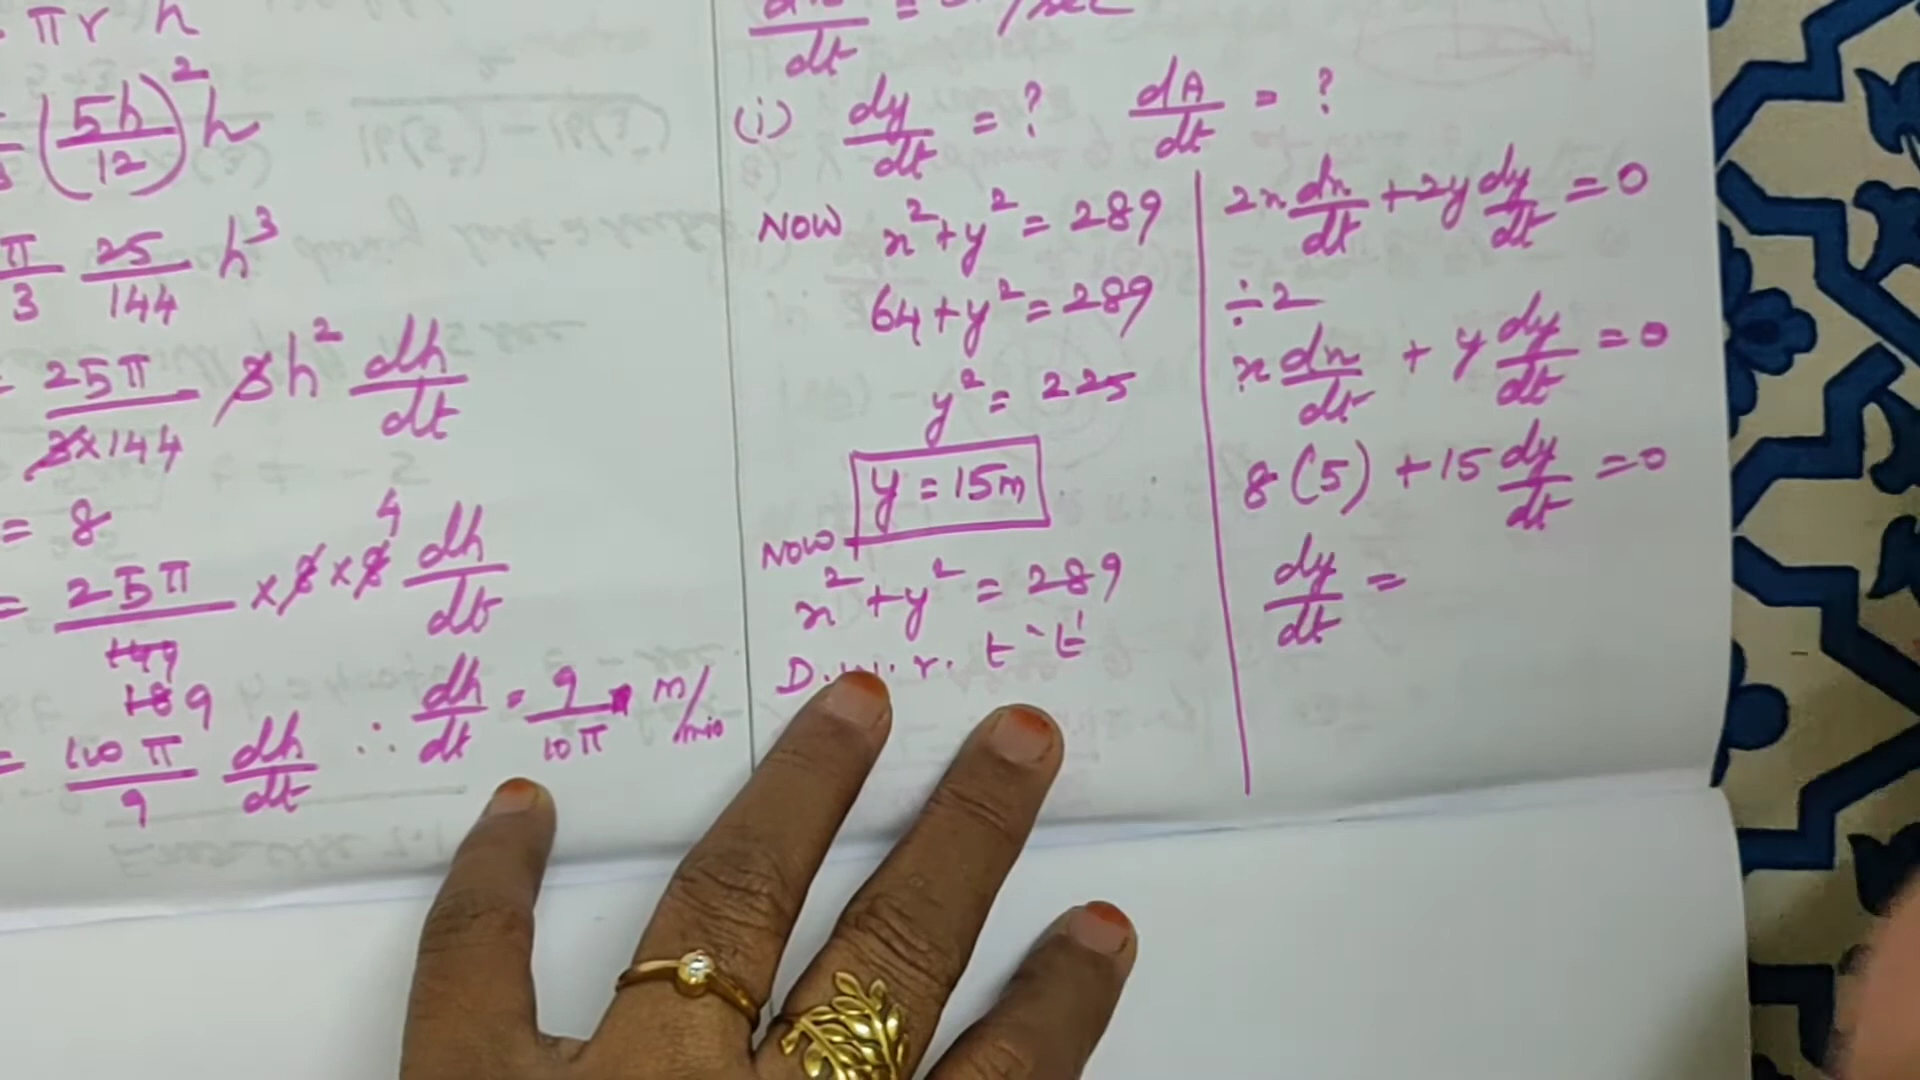 πr h
(5h/12)² h
π/3 25/144 h³
= 25π/3×144 3h² dh/dt
= 8
= 25π/144 × 8 × 8 4 dh/dt
18 9
= 100π/9 dh/dt ∴ dh/dt = 9/10π m/min
dt
(i) dy/dt = ? dA/dt = ?
NOW x² + y² = 289
64 + y² = 289
y² = 225
y = 15m
NOW
x² + y² = 289
D. w. r. t 't'
2x dx/dt + 2y dy/dt = 0
÷ 2
x dx/dt + y dy/dt = 0
8 (5) + 15 dy/dt = 0
dy/dt =